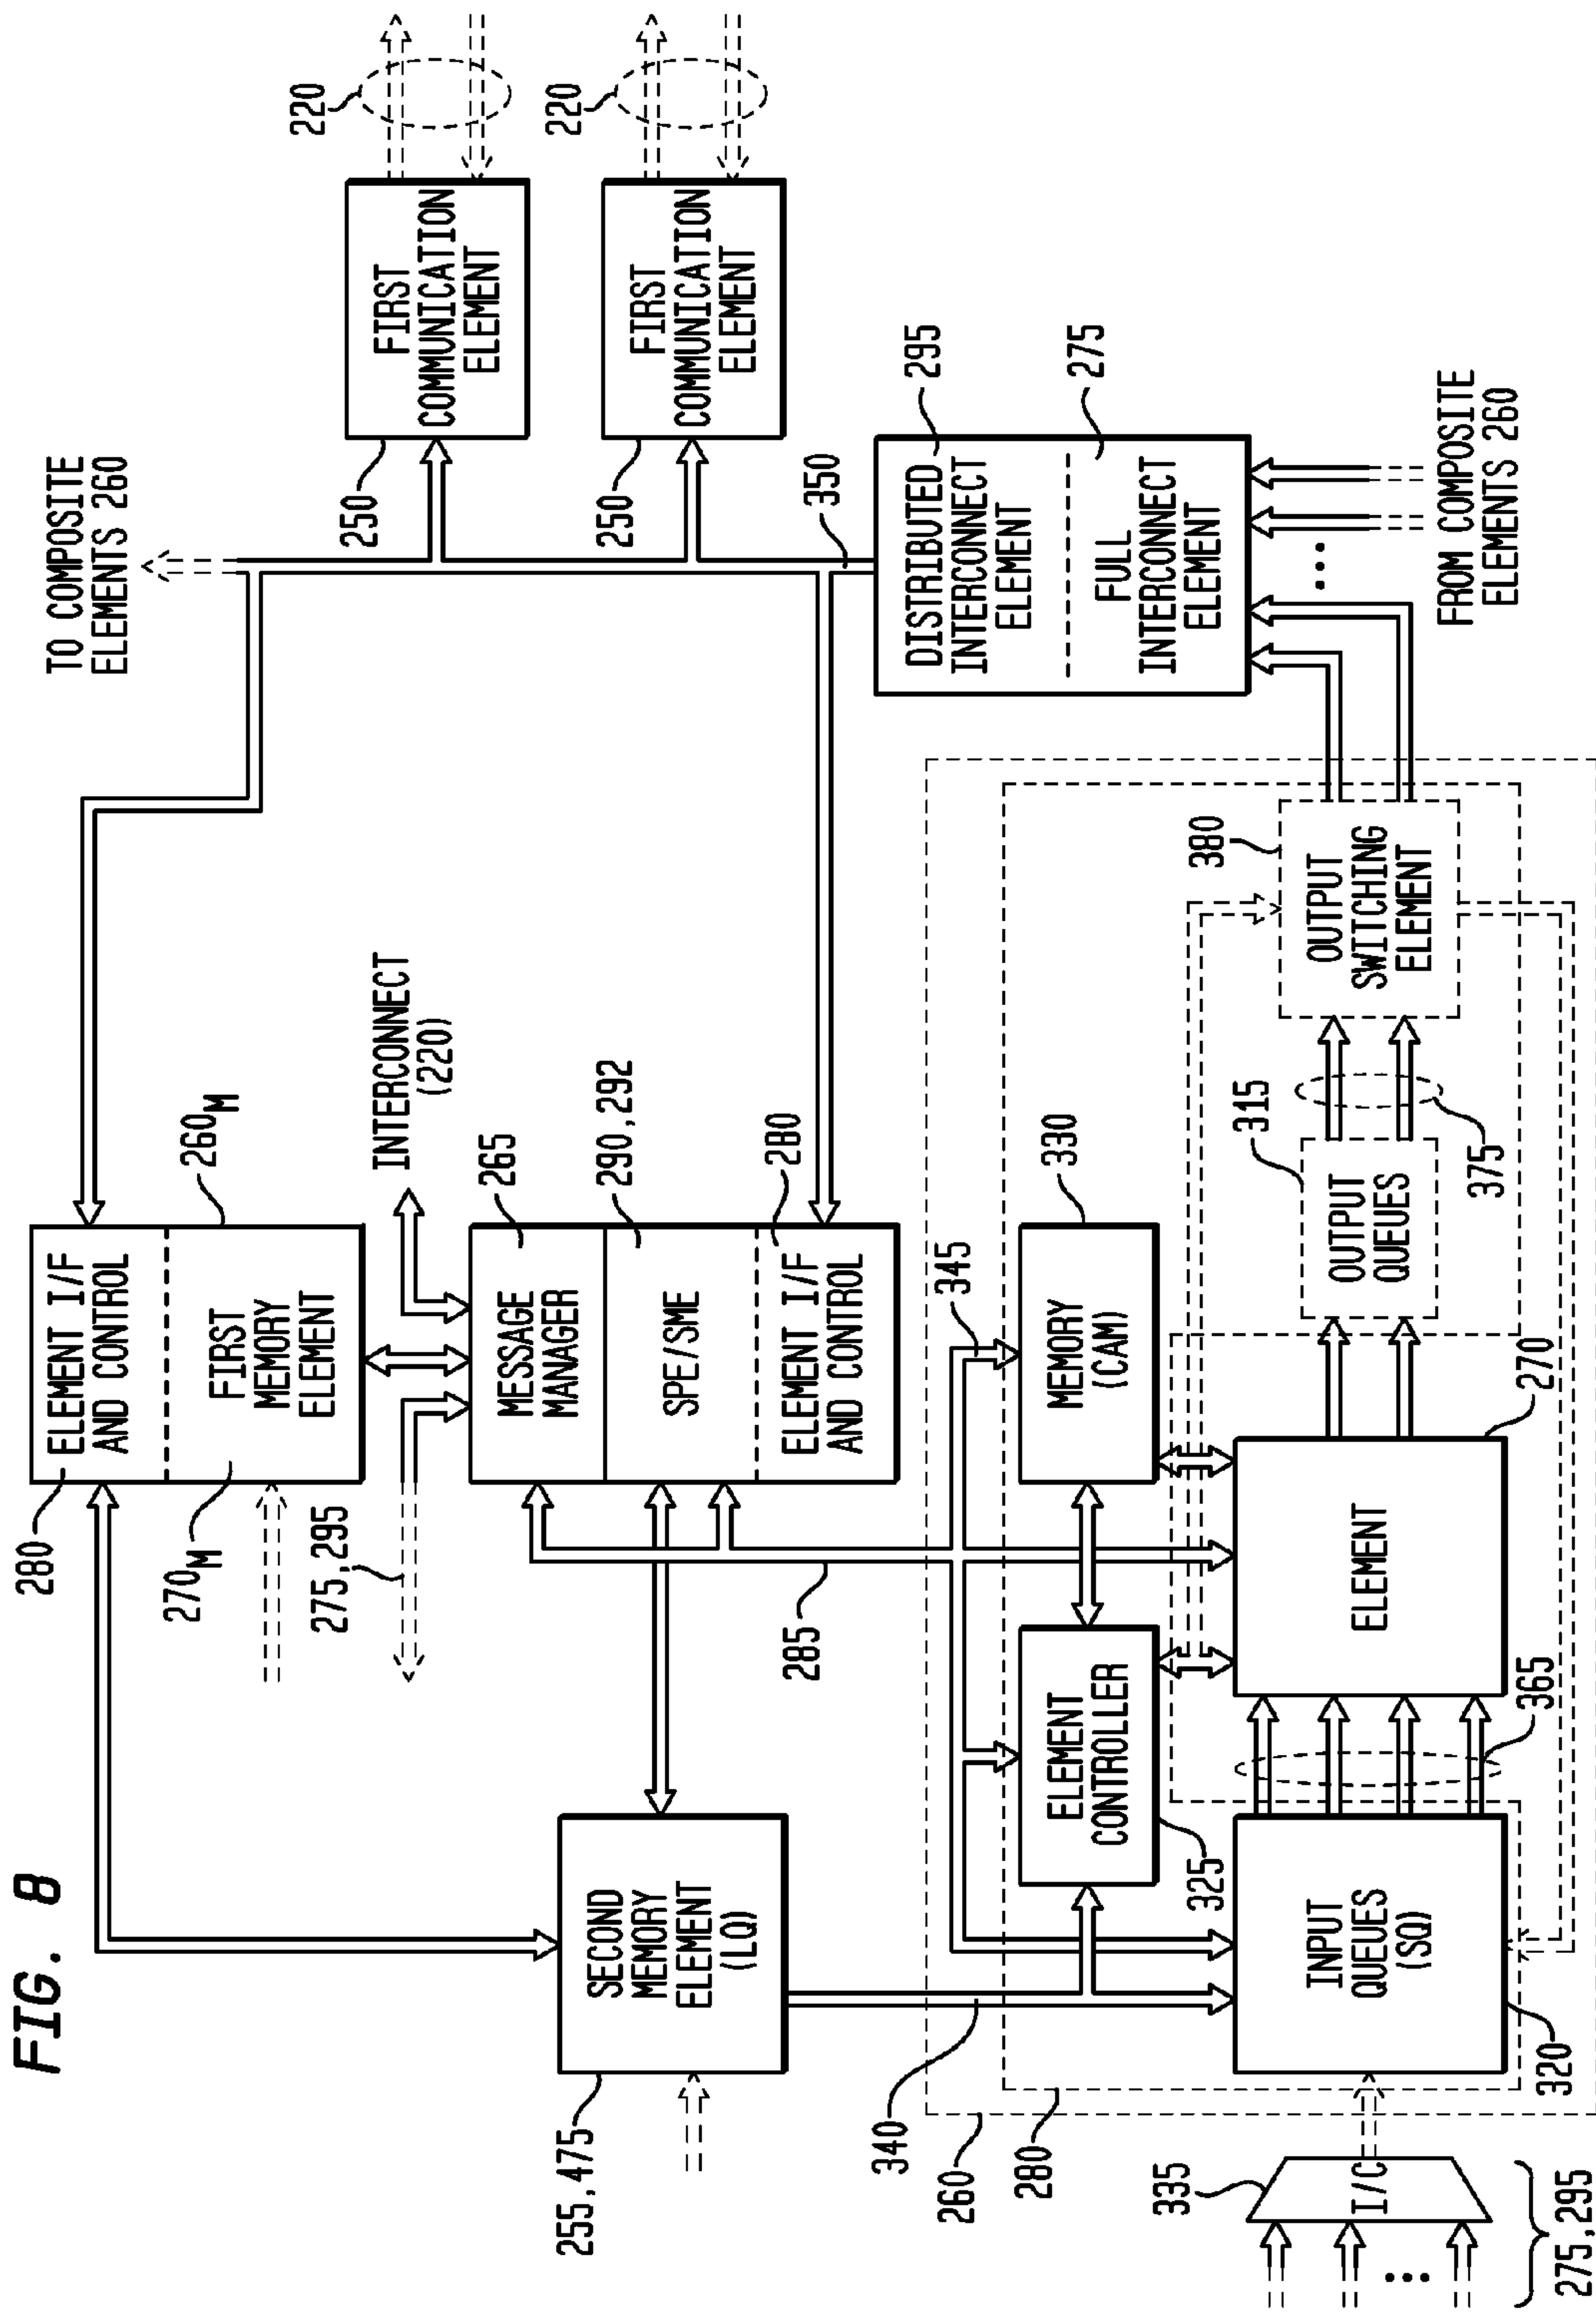 FIG. 8
TO COMPOSITE
ELEMENTS 260
280
ELEMENT I/F
AND CONTROL
FIRST
MEMORY
ELEMENT
260M
270M
275,295
INTERCONNECT
(220)
220
FIRST
COMMUNICATION
ELEMENT
250
220
FIRST
COMMUNICATION
ELEMENT
250
MESSAGE
MANAGER
265
SPE/SME
290,292
ELEMENT I/F
AND CONTROL
280
SECOND
MEMORY
ELEMENT
(LQ)
255,475
285
350
DISTRIBUTED
INTERCONNECT
ELEMENT
295
FULL
INTERCONNECT
ELEMENT
275
340
260
280
345
ELEMENT
CONTROLLER
325
MEMORY
(CAM)
330
335
I/C
275,295
INPUT
QUEUES
(SQ)
320
365
ELEMENT
270
OUTPUT
QUEUES
315
375
OUTPUT
SWITCHING
ELEMENT
380
FROM COMPOSITE
ELEMENTS 260